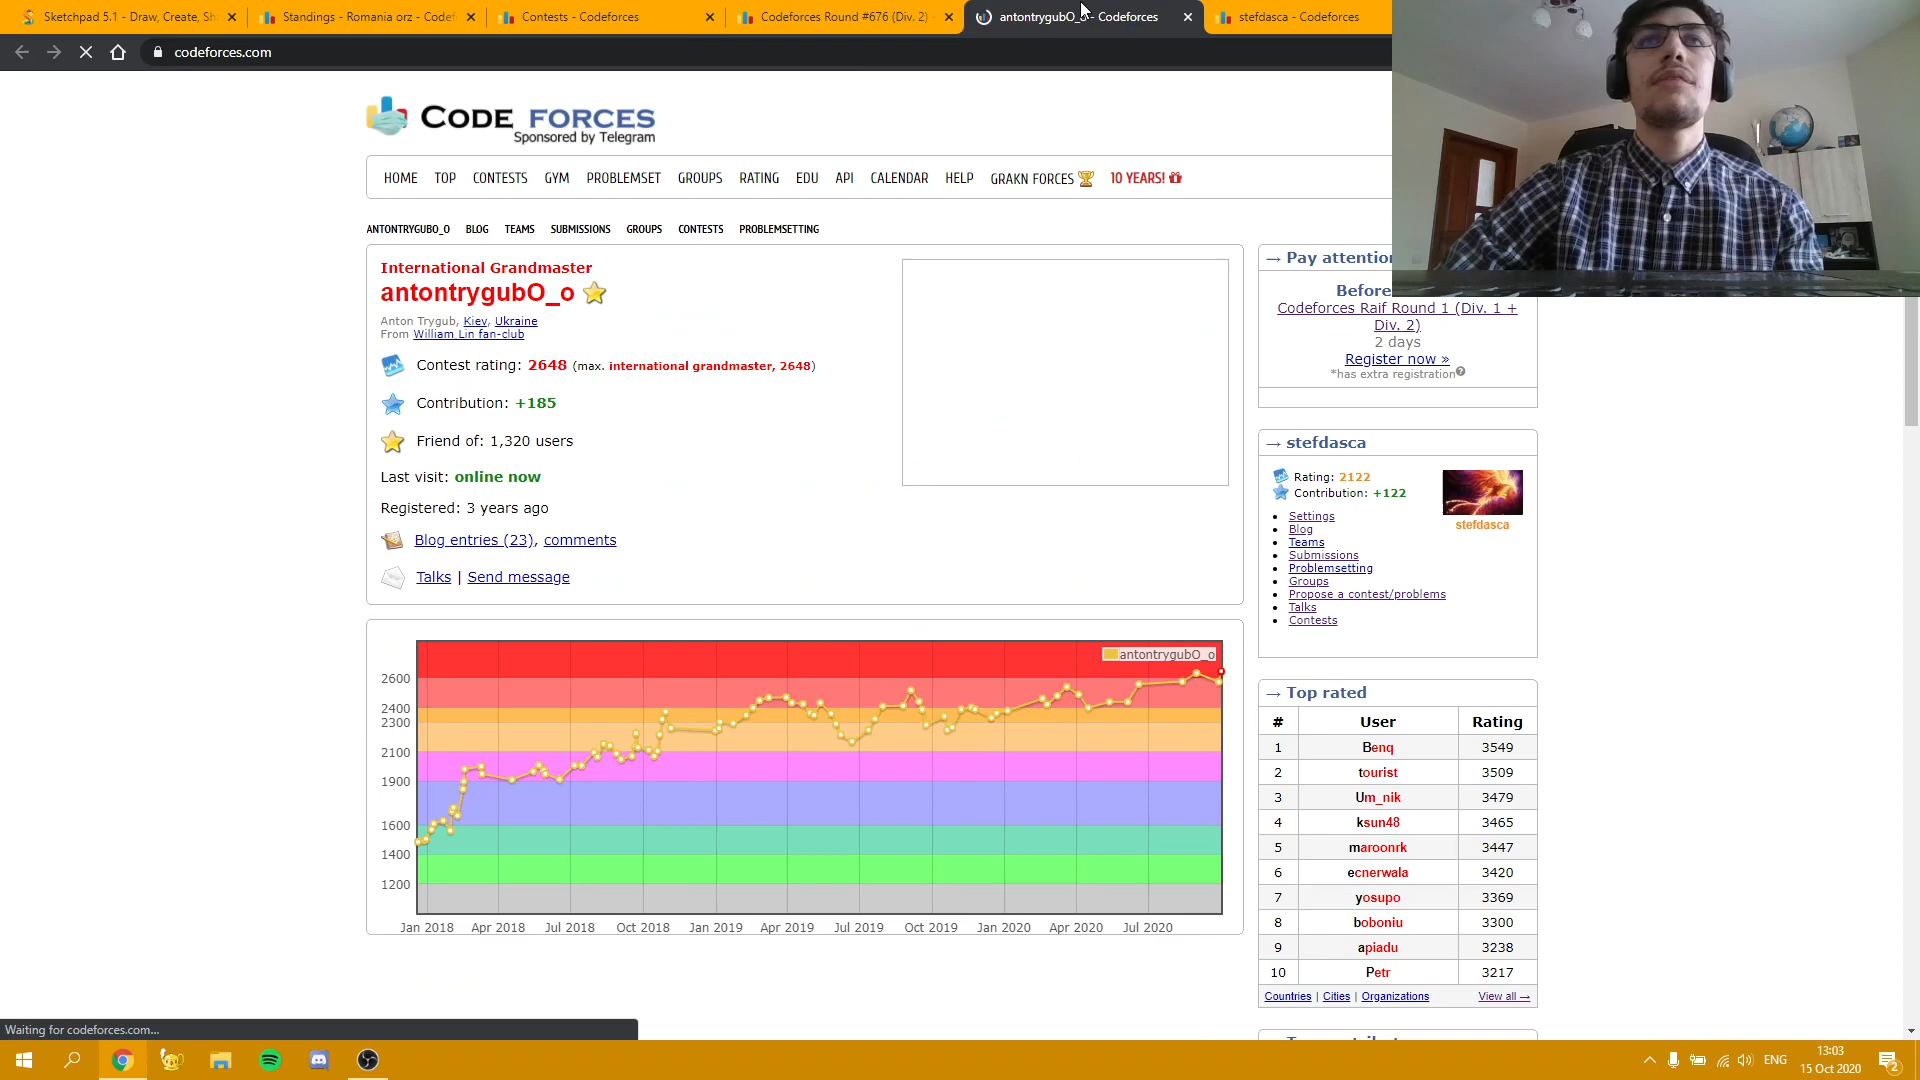 Sketchpad 5.1 - Draw, Create, Sh
Standings - Romania orz - Codef
Contests - Codeforces
Codeforces Round #676 (Div. 2) -
antontrygubO_o - Codeforces
stefdasca - Codeforces
codeforces.com
CODE FORCES
Sponsored by Telegram
HOME TOP CONTESTS GYM PROBLEMSET GROUPS RATING EDU API CALENDAR HELP GRAKN FORCES 10 YEARS!
ANTONTRYGUBO_O BLOG TEAMS SUBMISSIONS GROUPS CONTESTS PROBLEMSETTING
International Grandmaster
antontrygubO_o
Anton Trygub, Kiev, Ukraine
From William Lin fan-club
Contest rating: 2648 (max. international grandmaster, 2648)
Contribution: +185
Friend of: 1,320 users
Last visit: online now
Registered: 3 years ago
Blog entries (23), comments
Talks | Send message
antontrygubO_o
2600
2400
2300
2100
1900
1600
1400
1200
Jan 2018 Apr 2018 Jul 2018 Oct 2018 Jan 2019 Apr 2019 Jul 2019 Oct 2019 Jan 2020 Apr 2020 Jul 2020
→ Pay attention
Before
Codeforces Raif Round 1 (Div. 1 +
Div. 2)
2 days
Register now »
*has extra registration?
→ stefdasca
Rating: 2122
Contribution: +122
stefdasca
Settings
Blog
Teams
Submissions
Problemsetting
Groups
Propose a contest/problems
Talks
Contests
→ Top rated
# User Rating
1 Benq 3549
2 tourist 3509
3 Um_nik 3479
4 ksun48 3465
5 maroonrk 3447
6 ecnerwala 3420
7 yosupo 3369
8 boboniu 3300
9 apiadu 3238
10 Petr 3217
Countries | Cities | Organizations View all →
Waiting for codeforces.com...
ENG
13:03
15 Oct 2020
2